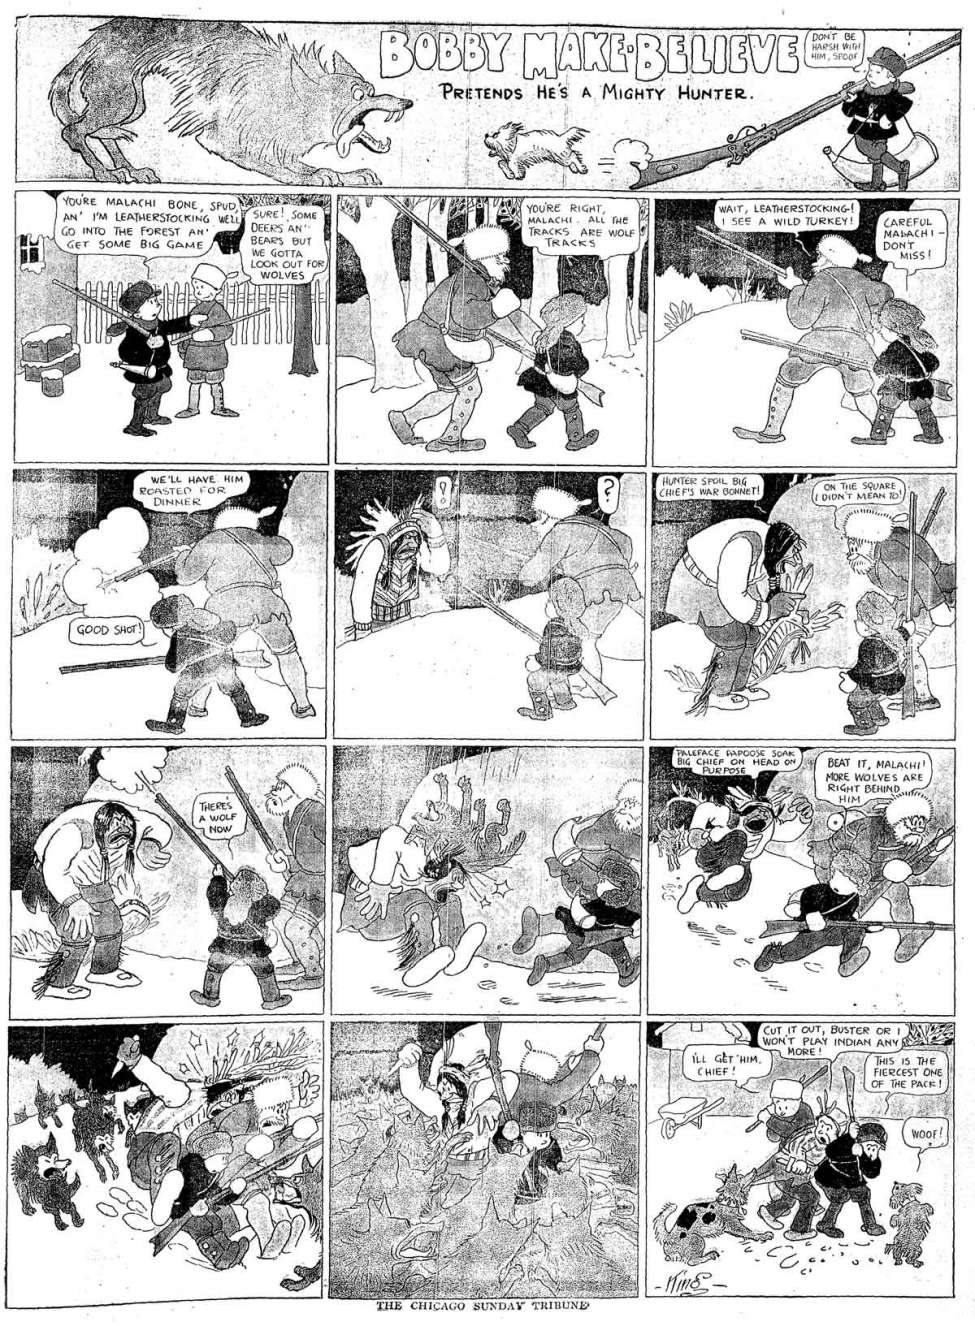 BOBBY MAKE-BELIEVE
PRETENDS HE'S A MIGHTY HUNTER.
DON'T BE
HARSH WITH
HIM, SPOOF
YOU'RE MALACHI BONE, SPUD,
AN' I'M LEATHERSTOCKING WE'LL
GO INTO THE FOREST AN'
GET SOME BIG GAME
SURE! SOME
DEERS AN'
BEARS BUT
WE GOTTA
LOOK OUT FOR
WOLVES
YOU'RE RIGHT,
MALACHI. ALL THE
TRACKS ARE WOLF
TRACKS
WAIT, LEATHERSTOCKING!
I SEE A WILD TURKEY!
CAREFUL
MALACHI -
DON'T
MISS!
WE'LL HAVE HIM
ROASTED FOR
DINNER
GOOD SHOT!
?
?
HUNTER SPOIL BIG
CHIEF'S WAR BONNET!
ON THE SQUARE
I DIDN'T MEAN TO!
THERES
A WOLF
NOW
PALEFACE PAPOOSE SOAK
BIG CHIEF ON HEAD ON
PURPOSE
BEAT IT, MALACHI!
MORE WOLVES ARE
RIGHT BEHIND
HIM
I'LL GET 'HIM,
CHIEF!
CUT IT OUT, BUSTER OR I
WON'T PLAY INDIAN ANY
MORE!
THIS IS THE
FIERCEST ONE
OF THE PACK!
WOOF!
- KING -
THE CHICAGO SUNDAY TRIBUNE